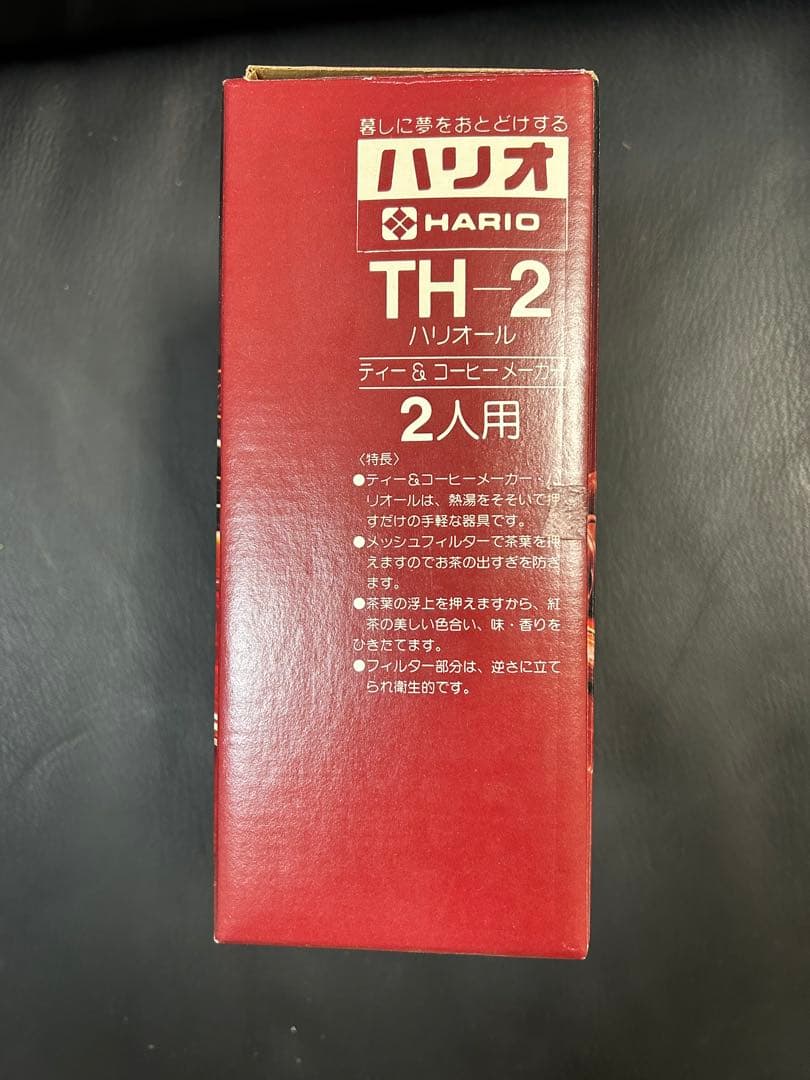 暮しに夢をおとどけする
ハリオ
HARIO
TH-2
ハリオール
ティー&コーヒーメーカー
2人用
〈特長〉
●ティー&コーヒーメーカー・ハ
リオールは、熱湯をそそいで押
すだけの手軽な器具です。
●メッシュフィルターで茶葉を押
えますのでお茶の出すぎを防ぎ
ます。
●茶葉の浮上を押えますから、紅
茶の美しい色合い、味・香りを
ひきたてます。
●フィルター部分は、逆さに立て
られ衛生的です。